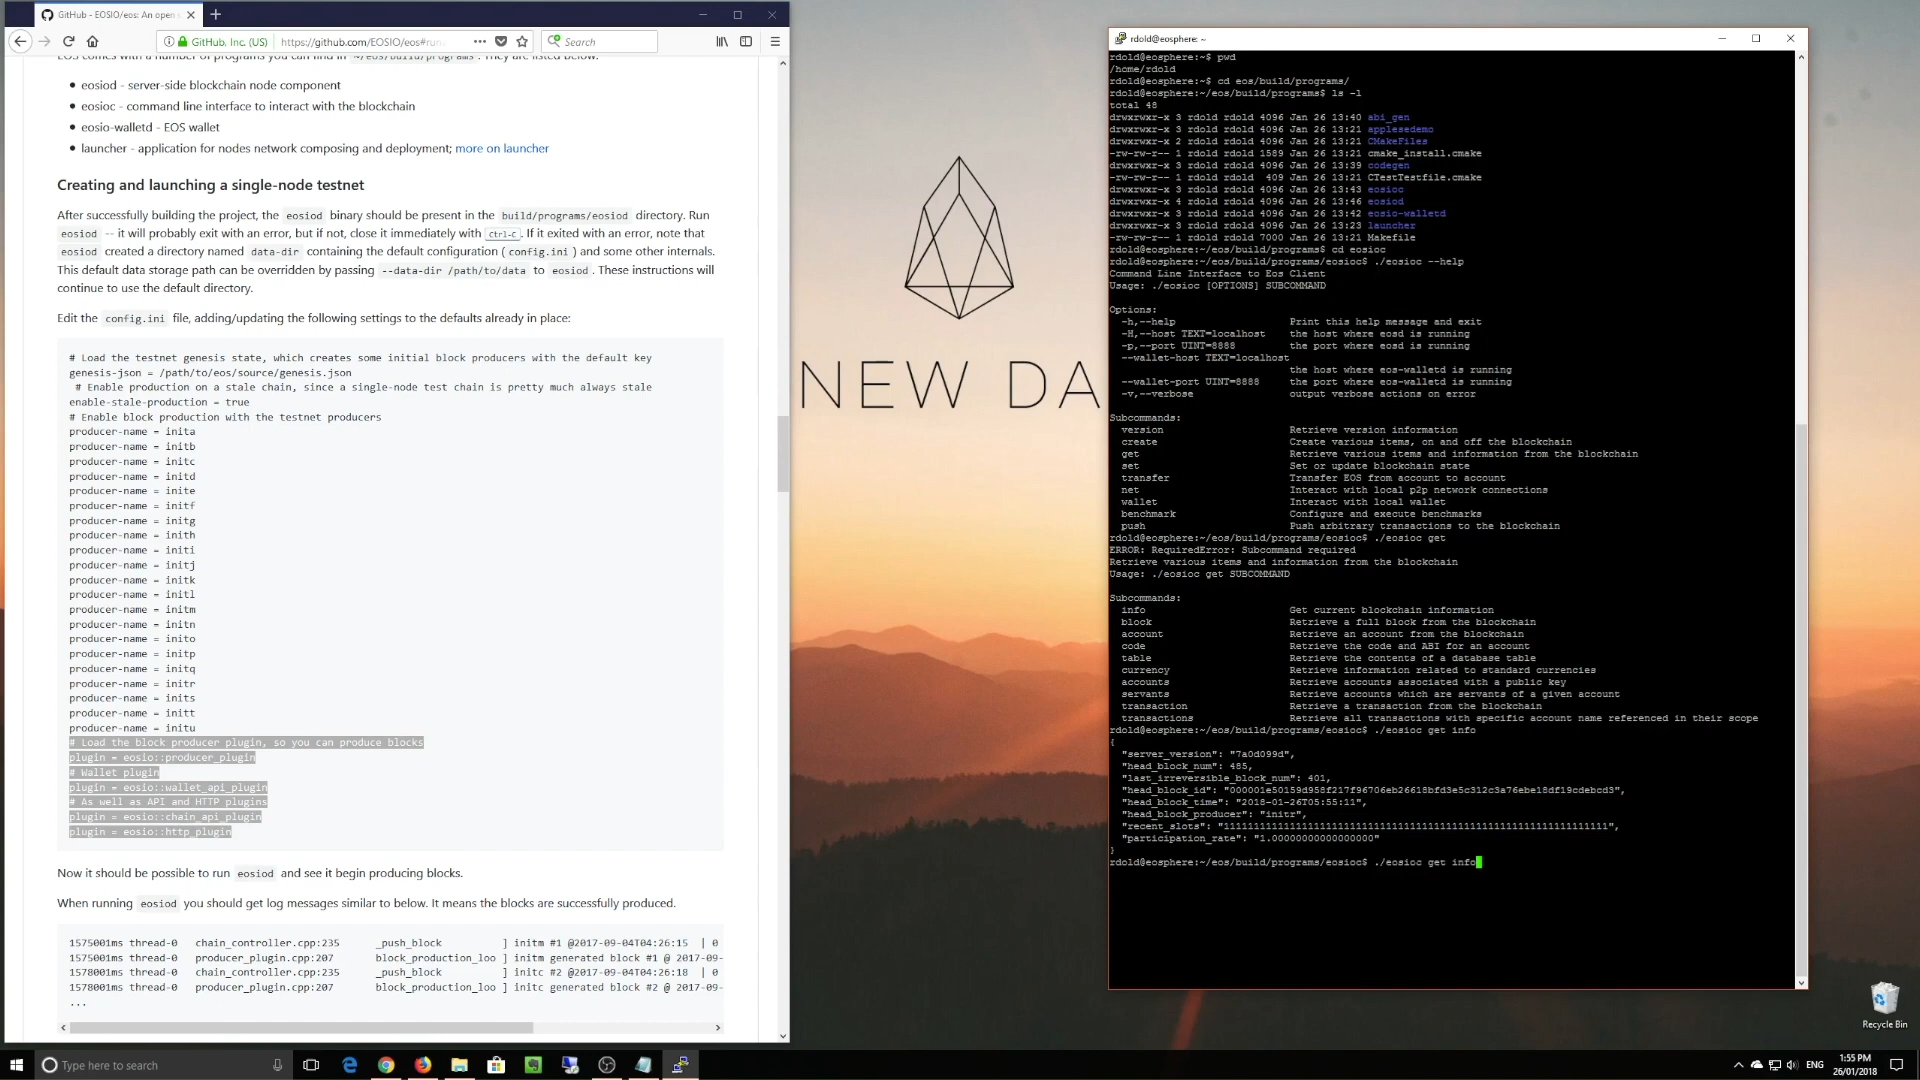 GitHub - EOSIO/eos: An open s
GitHub, Inc. (US)
https://github.com/EOSIO/eos#run
Search
EOS comes with a number of programs you can find in ~/eos/build/programs. They are listed below:
eosiod - server-side blockchain node component
eosioc - command line interface to interact with the blockchain
eosio-walletd - EOS wallet
launcher - application for nodes network composing and deployment; more on launcher
Creating and launching a single-node testnet
After successfully building the project, the eosiod binary should be present in the build/programs/eosiod directory. Run
eosiod -- it will probably exit with an error, but if not, close it immediately with ctrl-c. If it exited with an error, note that
eosiod created a directory named data-dir containing the default configuration (config.ini) and some other internals.
This default data storage path can be overridden by passing --data-dir /path/to/data to eosiod. These instructions will
continue to use the default directory.
Edit the config.ini file, adding/updating the following settings to the defaults already in place:
# Load the testnet genesis state, which creates some initial block producers with the default key
genesis-json = /path/to/eos/source/genesis.json
# Enable production on a stale chain, since a single-node test chain is pretty much always stale
enable-stale-production = true
# Enable block production with the testnet producers
producer-name = inita
producer-name = initb
producer-name = initc
producer-name = initd
producer-name = inite
producer-name = initf
producer-name = initg
producer-name = inith
producer-name = initi
producer-name = initj
producer-name = initk
producer-name = initl
producer-name = initm
producer-name = initn
producer-name = inito
producer-name = initp
producer-name = initq
producer-name = initr
producer-name = inits
producer-name = initt
producer-name = initu
# Load the block producer plugin, so you can produce blocks
plugin = eosio::producer_plugin
# Wallet plugin
plugin = eosio::wallet_api_plugin
# As well as API and HTTP plugins
plugin = eosio::chain_api_plugin
plugin = eosio::http_plugin
Now it should be possible to run eosiod and see it begin producing blocks.
When running eosiod you should get log messages similar to below. It means the blocks are successfully produced.
1575001ms thread-0 chain_controller.cpp:235 _push_block ] initm #1 @2017-09-04T04:26:15 | 0
1575001ms thread-0 producer_plugin.cpp:207 block_production_loo ] initm generated block #1 @ 2017-09-
1578001ms thread-0 chain_controller.cpp:235 _push_block ] initc #2 @2017-09-04T04:26:18 | 0
1578001ms thread-0 producer_plugin.cpp:207 block_production_loo ] initc generated block #2 @ 2017-09-
...
NEW DA
rdold@eosphere: ~
rdold@eosphere:~$ pwd
/home/rdold
rdold@eosphere:~$ cd eos/build/programs/
rdold@eosphere:~/eos/build/programs$ ls -l
total 48
drwxrwxr-x 3 rdold rdold 4096 Jan 26 13:40 abi_gen
drwxrwxr-x 3 rdold rdold 4096 Jan 26 13:21 applesedemo
drwxrwxr-x 2 rdold rdold 4096 Jan 26 13:21 CMakeFiles
-rw-rw-r-- 1 rdold rdold 1589 Jan 26 13:21 cmake_install.cmake
drwxrwxr-x 3 rdold rdold 4096 Jan 26 13:39 codegen
-rw-rw-r-- 1 rdold rdold 409 Jan 26 13:21 CTestTestfile.cmake
drwxrwxr-x 3 rdold rdold 4096 Jan 26 13:43 eosioc
drwxrwxr-x 4 rdold rdold 4096 Jan 26 13:46 eosiod
drwxrwxr-x 3 rdold rdold 4096 Jan 26 13:42 eosio-walletd
drwxrwxr-x 3 rdold rdold 4096 Jan 26 13:23 launcher
-rw-rw-r-- 1 rdold rdold 7000 Jan 26 13:21 Makefile
rdold@eosphere:~/eos/build/programs$ cd eosioc
rdold@eosphere:~/eos/build/programs/eosioc$ ./eosioc --help
Command Line Interface to Eos Client
Usage: ./eosioc [OPTIONS] SUBCOMMAND
Options:
-h,--help Print this help message and exit
-H,--host TEXT=localhost the host where eosd is running
-p,--port UINT=8888 the port where eosd is running
--wallet-host TEXT=localhost
the host where eos-walletd is running
--wallet-port UINT=8888 the port where eos-walletd is running
-v,--verbose output verbose actions on error
Subcommands:
version Retrieve version information
create Create various items, on and off the blockchain
get Retrieve various items and information from the blockchain
set Set or update blockchain state
transfer Transfer EOS from account to account
net Interact with local p2p network connections
wallet Interact with local wallet
benchmark Configure and execute benchmarks
push Push arbitrary transactions to the blockchain
rdold@eosphere:~/eos/build/programs/eosioc$ ./eosioc get
ERROR: RequiredError: Subcommand required
Retrieve various items and information from the blockchain
Usage: ./eosioc get SUBCOMMAND
Subcommands:
info Get current blockchain information
block Retrieve a full block from the blockchain
account Retrieve an account from the blockchain
code Retrieve the code and ABI for an account
table Retrieve the contents of a database table
currency Retrieve information related to standard currencies
accounts Retrieve accounts associated with a public key
servants Retrieve accounts which are servants of a given account
transaction Retrieve a transaction from the blockchain
transactions Retrieve all transactions with specific account name referenced in their scope
rdold@eosphere:~/eos/build/programs/eosioc$ ./eosioc get info
{
"server_version": "7a0d099d",
"head_block_num": 485,
"last_irreversible_block_num": 401,
"head_block_id": "000001e50159d958f217f96706eb26618bfd3e5c312c3a76ebe18df19cdebcd3",
"head_block_time": "2018-01-26T05:55:11",
"head_block_producer": "initr",
"recent_slots": "1111111111111111111111111111111111111111111111111111111111111111",
"participation_rate": "1.00000000000000000"
}
rdold@eosphere:~/eos/build/programs/eosioc$ ./eosioc get info
Recycle Bin
Type here to search
ENG
1:55 PM
26/01/2018